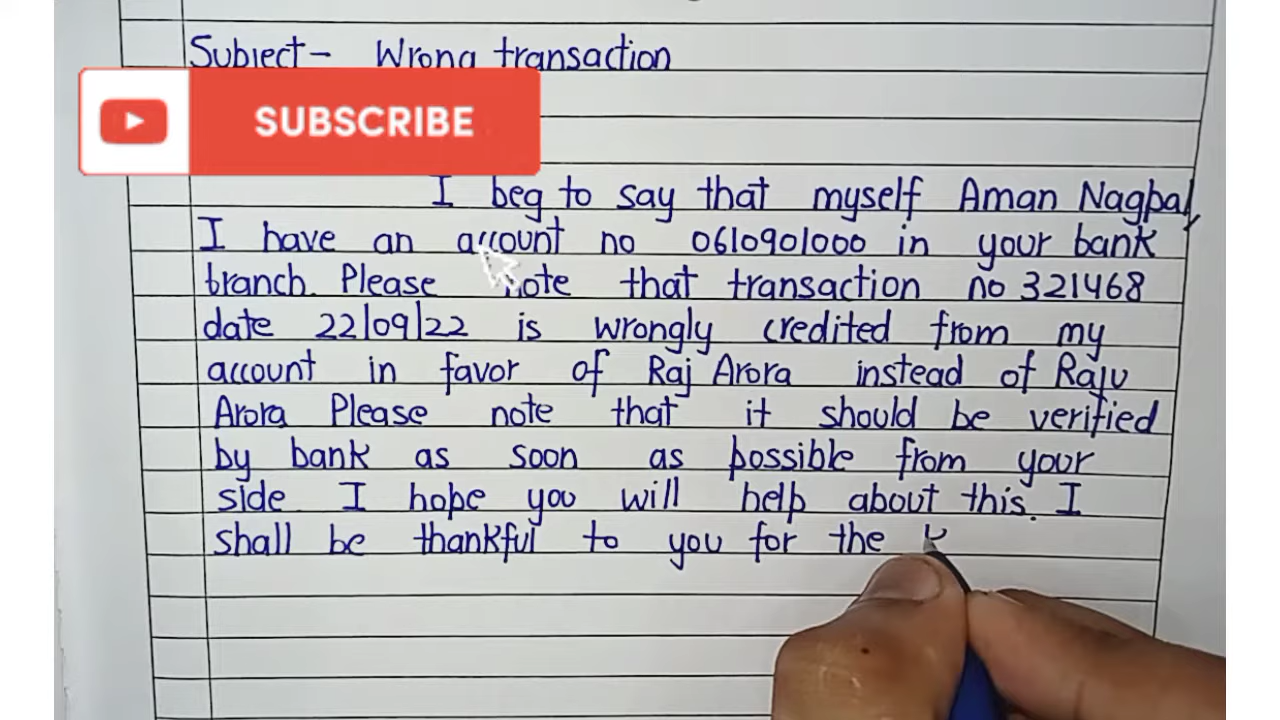 Subject- Wrong transaction
SUBSCRIBE
I beg to say that myself Aman Nagpal,
I have an account no 0610901000 in your bank
branch. Please note that transaction no 321468
date 22/09/22 is wrongly credited from my
account in favor of Raj Arora instead of Raju
Arora Please note that it should be verified
by bank as soon as possible from your
side I hope you will help about this. I
shall be thankful to you for the